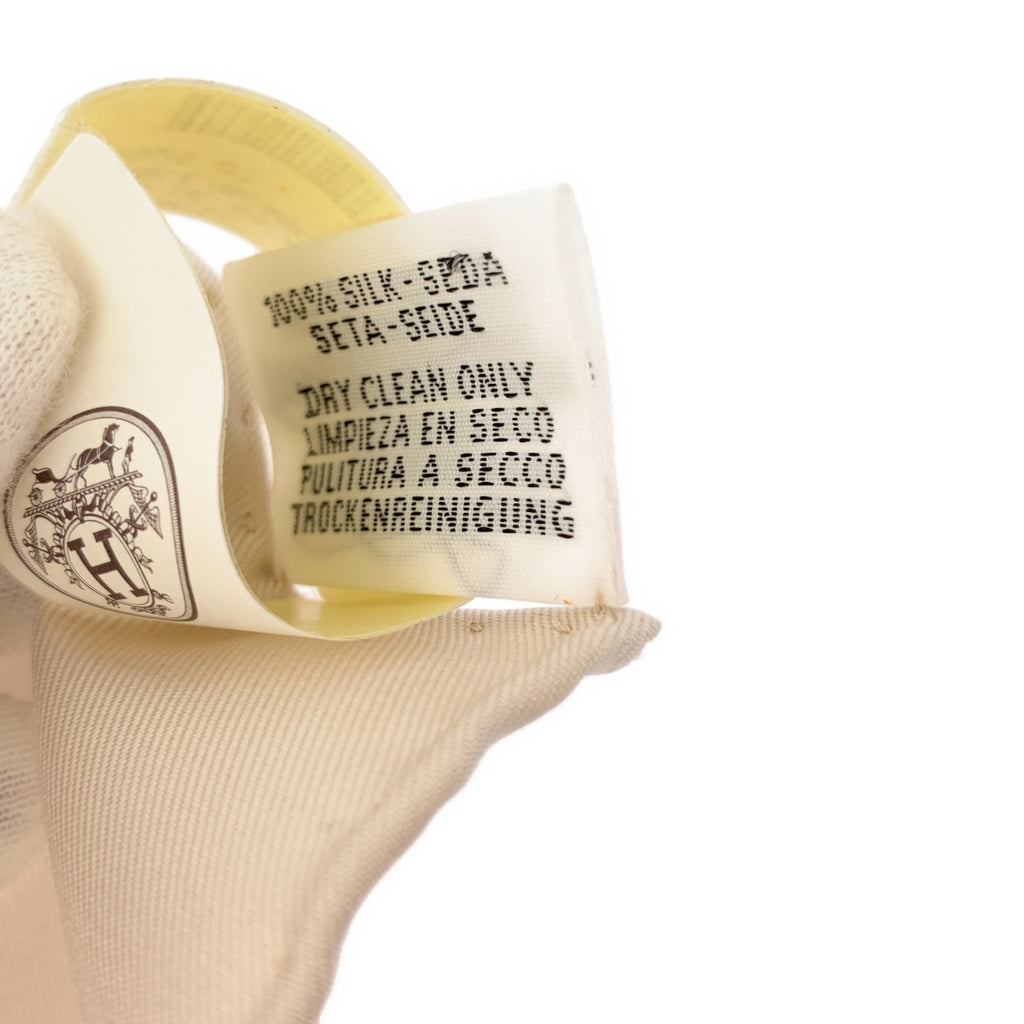 100% SILK-SEDA
SETA-SEIDE
DRY CLEAN ONLY
LIMPIEZA EN SECO
PULITURA A SECCO
TROCKENREINIGUNG
H